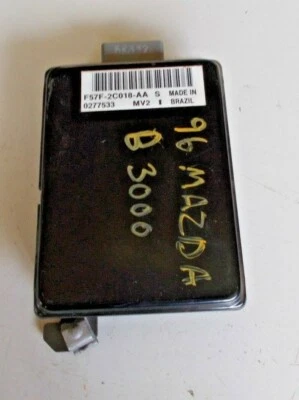 F57F-2C018-AA S MADE IN
0277533 MV2 BRAZIL
96 MAZDA
B 3000